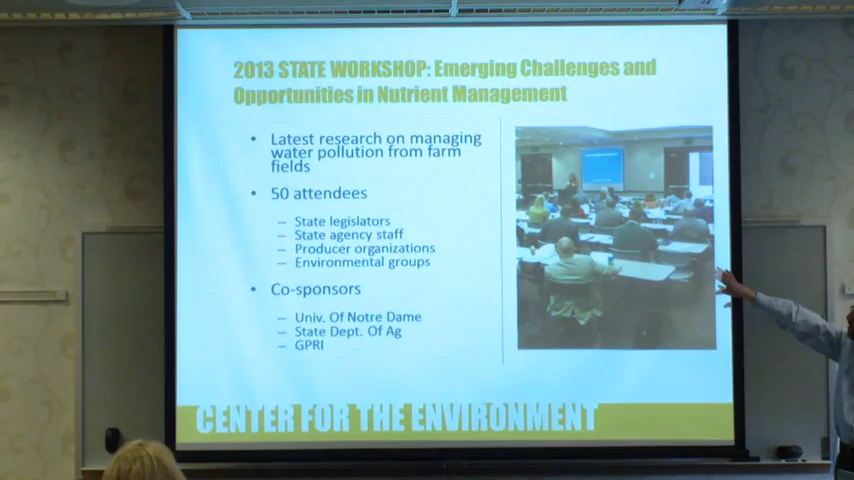 2013 STATE WORKSHOP: Emerging Challenges and
Opportunities in Nutrient Management
• Latest research on managing
water pollution from farm
fields
• 50 attendees
– State legislators
– State agency staff
– Producer organizations
– Environmental groups
• Co-sponsors
– Univ. Of Notre Dame
– State Dept. Of Ag
– GPRI
CENTER FOR THE ENVIRONMENT